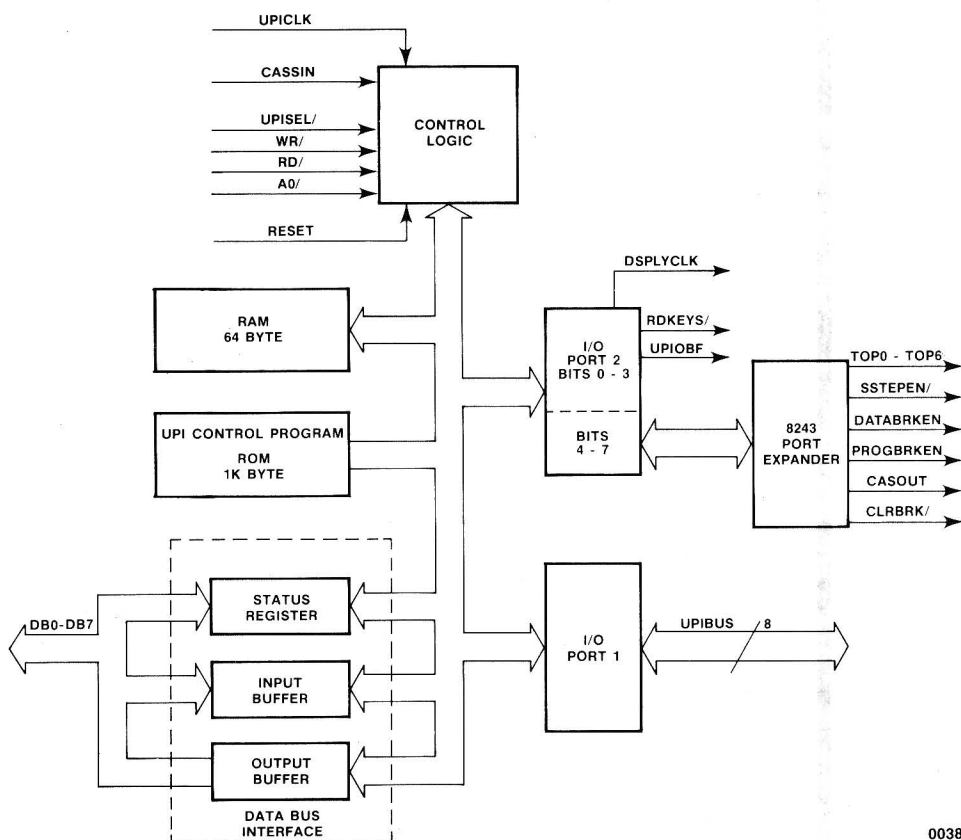 UPICLK
CASSIN
UPISEL/
WR/
RD/
A0/
RESET
CONTROL
LOGIC
RAM
64 BYTE
UPI CONTROL PROGRAM
ROM
1K BYTE
DSPLYCLK
RDKEYS/
UPIOBF
I/O
PORT 2
BITS 0 - 3
BITS
4 - 7
8243
PORT
EXPANDER
TOP0 - TOP6
SSTEPEN/
DATABRKEN
PROGBRKEN
CASOUT
CLRBRK/
DB0-DB7
STATUS
REGISTER
INPUT
BUFFER
OUTPUT
BUFFER
DATA BUS
INTERFACE
I/O
PORT 1
UPIBUS 8
0038